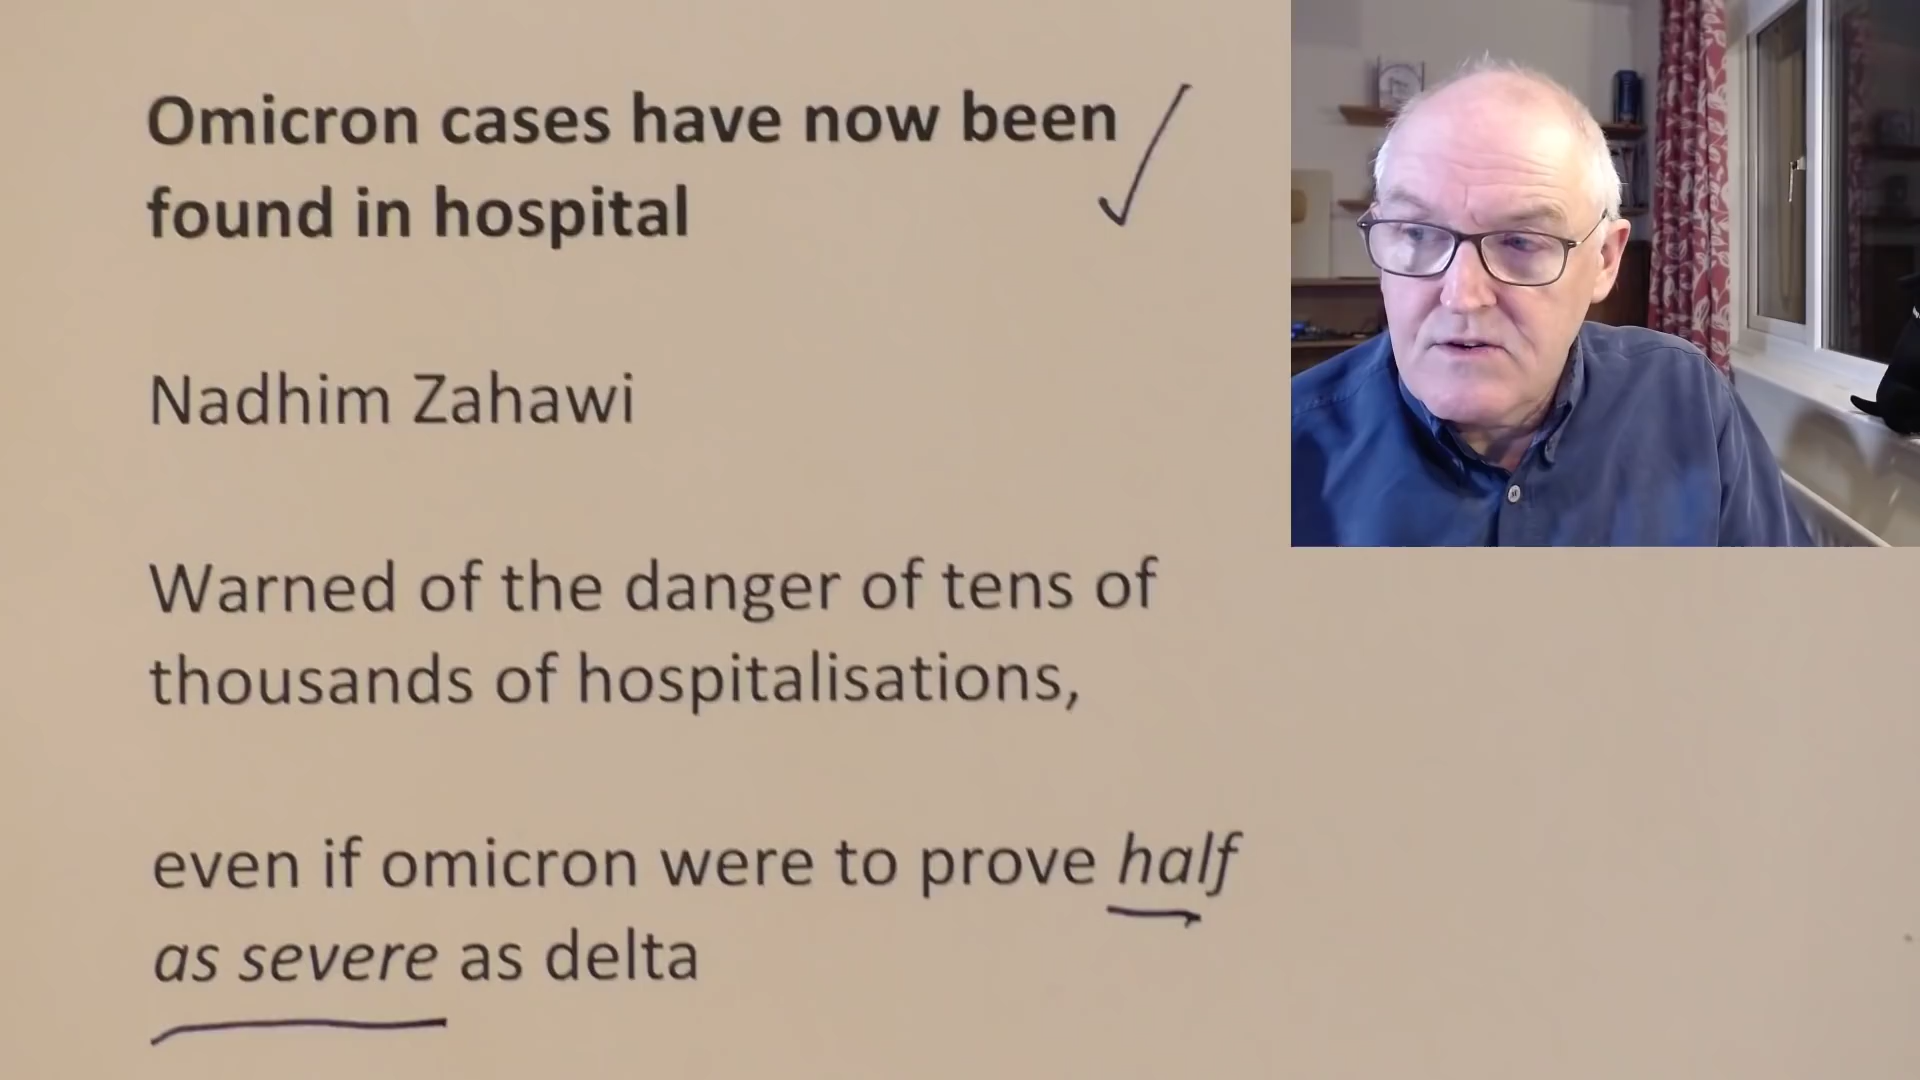 Omicron cases have now been
found in hospital
Nadhim Zahawi
Warned of the danger of tens of
thousands of hospitalisations,
even if omicron were to prove half
as severe as delta